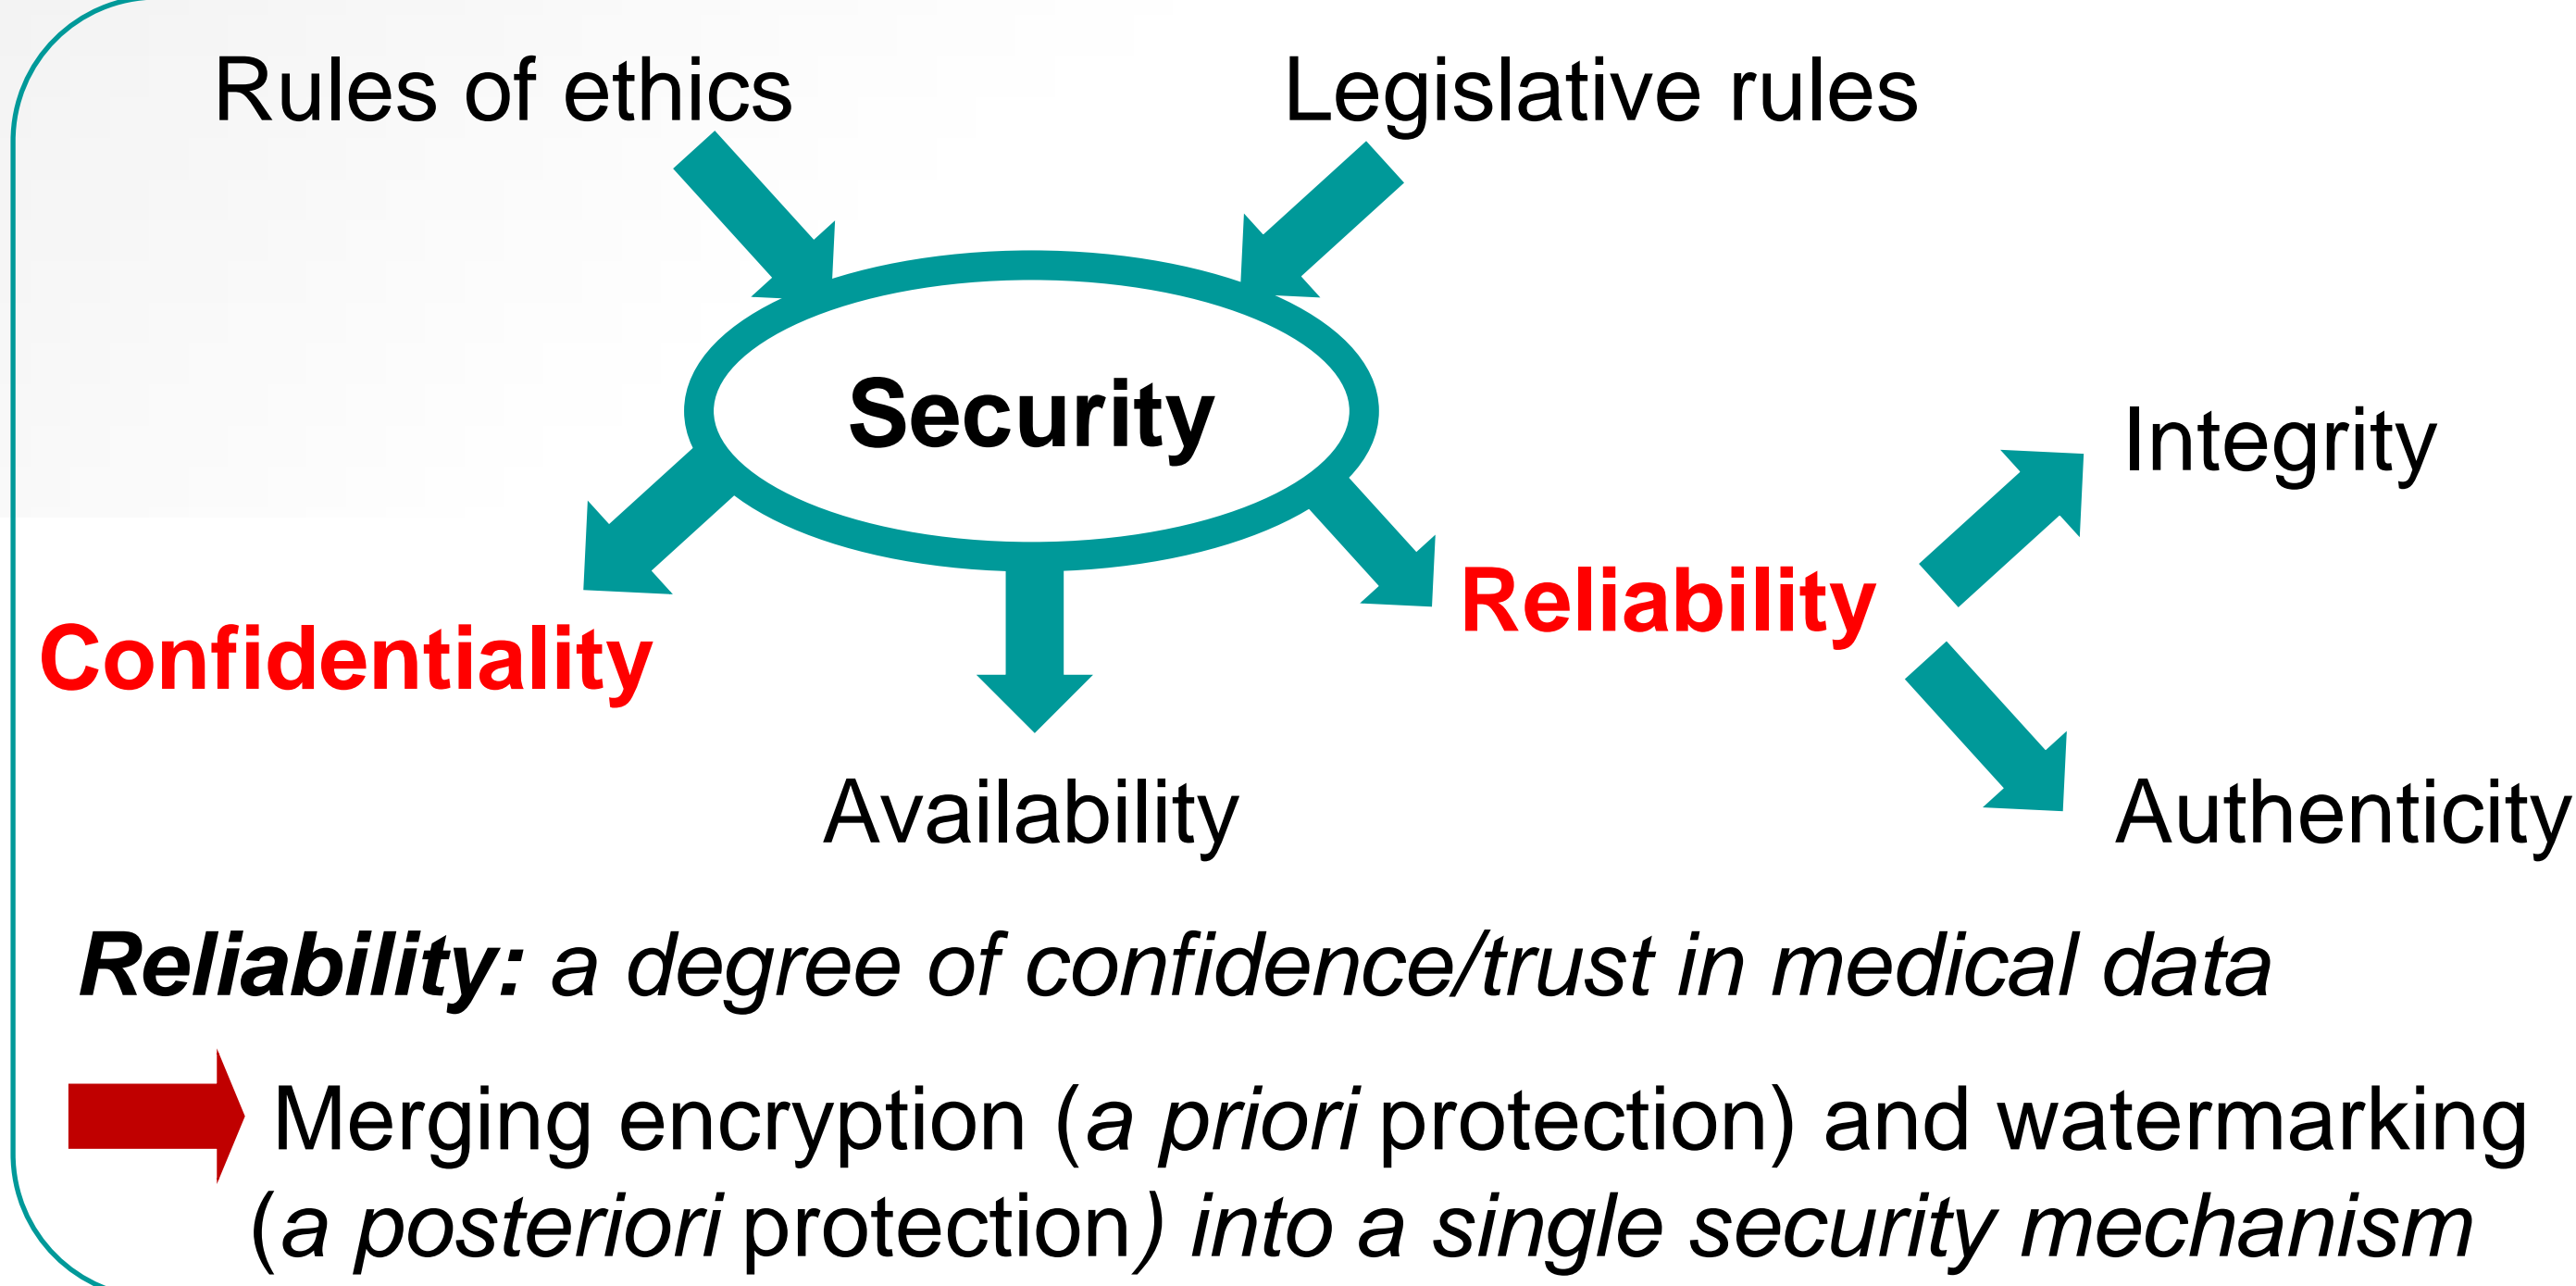 Rules of ethics
Legislative rules
Security
Integrity
Reliability
Confidentiality
Availability
Authenticity
Reliability: a degree of confidence/trust in medical data
Merging encryption (a priori protection) and watermarking
(a posteriori protection) into a single security mechanism